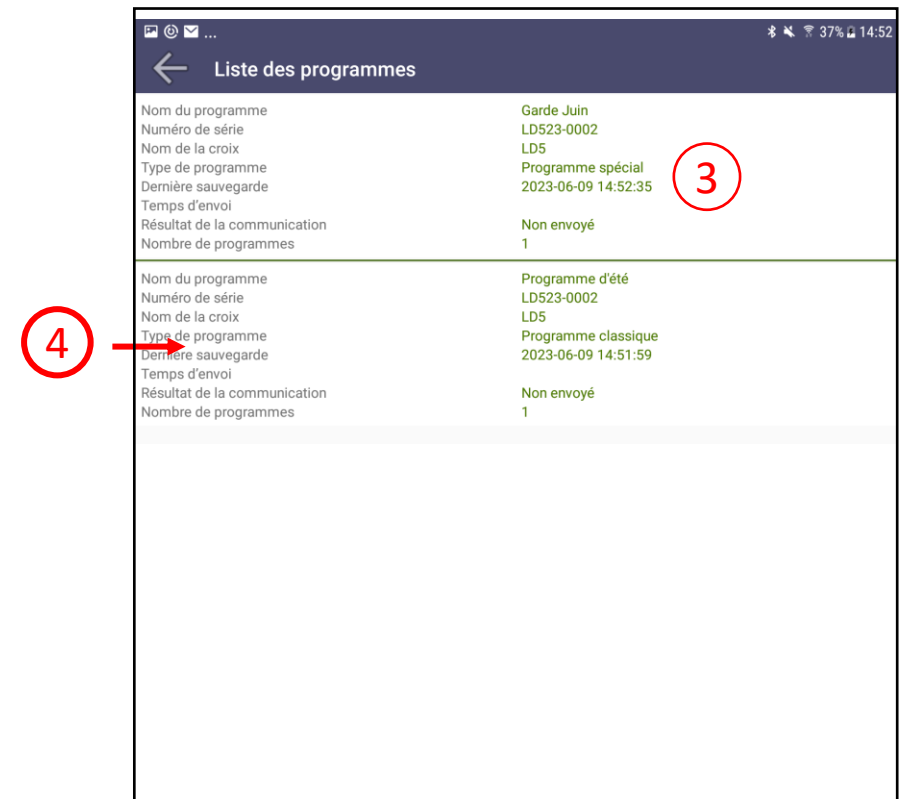 ... 37% 14:52
Liste des programmes
Nom du programme Garde Juin
Numéro de série LD523-0002
Nom de la croix LD5
Type de programme Programme spécial
Dernière sauvegarde 2023-06-09 14:52:35
3
Temps d'envoi
Résultat de la communication Non envoyé
Nombre de programmes 1
Nom du programme Programme d'été
Numéro de série LD523-0002
Nom de la croix LD5
4
Type de programme Programme classique
Dernière sauvegarde 2023-06-09 14:51:59
Temps d'envoi
Résultat de la communication Non envoyé
Nombre de programmes 1